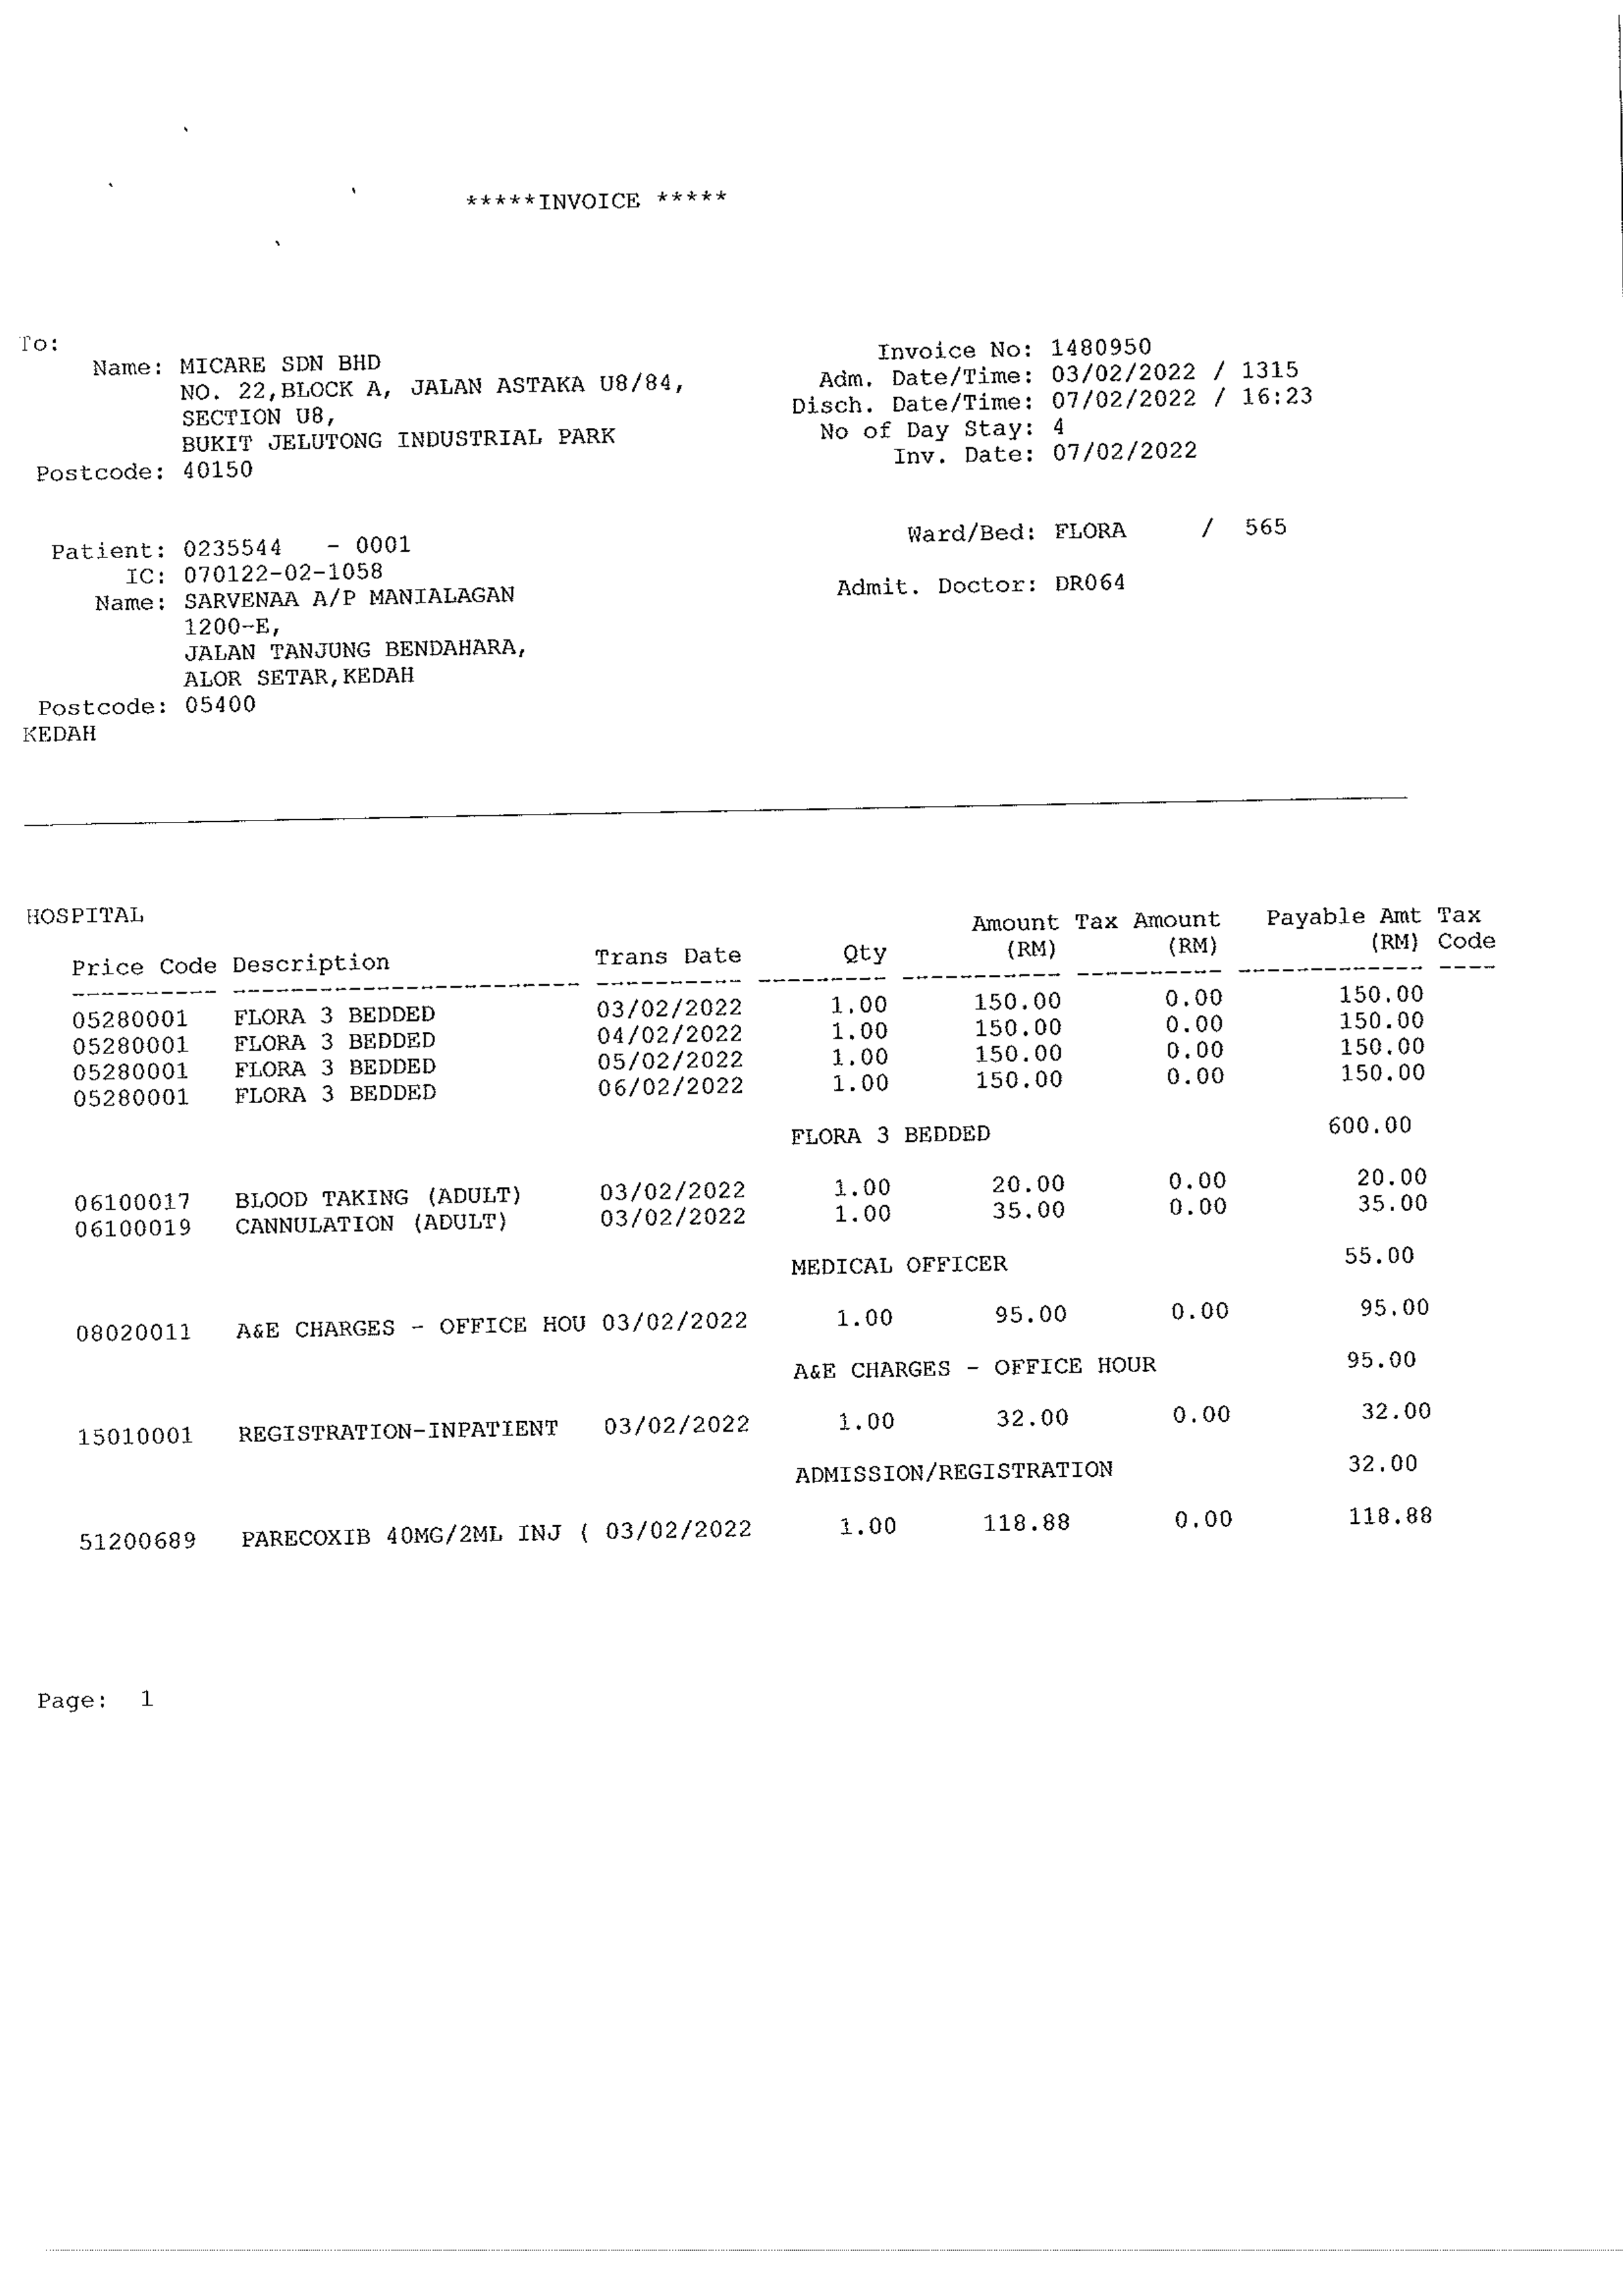 *****INVOICE *****
To:
Name: MICARE SDN BHD
NO. 22,BLOCK A, JALAN ASTAKA U8/84,
SECTION U8,
BUKIT JELUTONG INDUSTRIAL PARK
Postcode: 40150
Invoice No: 1480950
Adm. Date/Time: 03/02/2022 / 1315
Disch. Date/Time: 07/02/2022 / 16:23
No of Day Stay: 4
Inv. Date: 07/02/2022
Patient: 0235544 - 0001
IC: 070122-02-1058
Name: SARVENAA A/P MANIALAGAN
1200-E,
JALAN TANJUNG BENDAHARA,
ALOR SETAR,KEDAH
Postcode: 05400
KEDAH
Ward/Bed: FLORA / 565
Admit. Doctor: DR064
HOSPITAL
Amount Tax Amount Payable Amt Tax
Price Code Description Trans Date Qty (RM) (RM) (RM) Code
05280001 FLORA 3 BEDDED 03/02/2022 1.00 150.00 0.00 150.00
05280001 FLORA 3 BEDDED 04/02/2022 1.00 150.00 0.00 150.00
05280001 FLORA 3 BEDDED 05/02/2022 1.00 150.00 0.00 150.00
05280001 FLORA 3 BEDDED 06/02/2022 1.00 150.00 0.00 150.00
FLORA 3 BEDDED 600.00
06100017 BLOOD TAKING (ADULT) 03/02/2022 1.00 20.00 0.00 20.00
06100019 CANNULATION (ADULT) 03/02/2022 1.00 35.00 0.00 35.00
MEDICAL OFFICER 55.00
08020011 A&E CHARGES - OFFICE HOU 03/02/2022 1.00 95.00 0.00 95.00
A&E CHARGES - OFFICE HOUR 95.00
15010001 REGISTRATION-INPATIENT 03/02/2022 1.00 32.00 0.00 32.00
ADMISSION/REGISTRATION 32.00
51200689 PARECOXIB 40MG/2ML INJ ( 03/02/2022 1.00 118.88 0.00 118.88
Page: 1